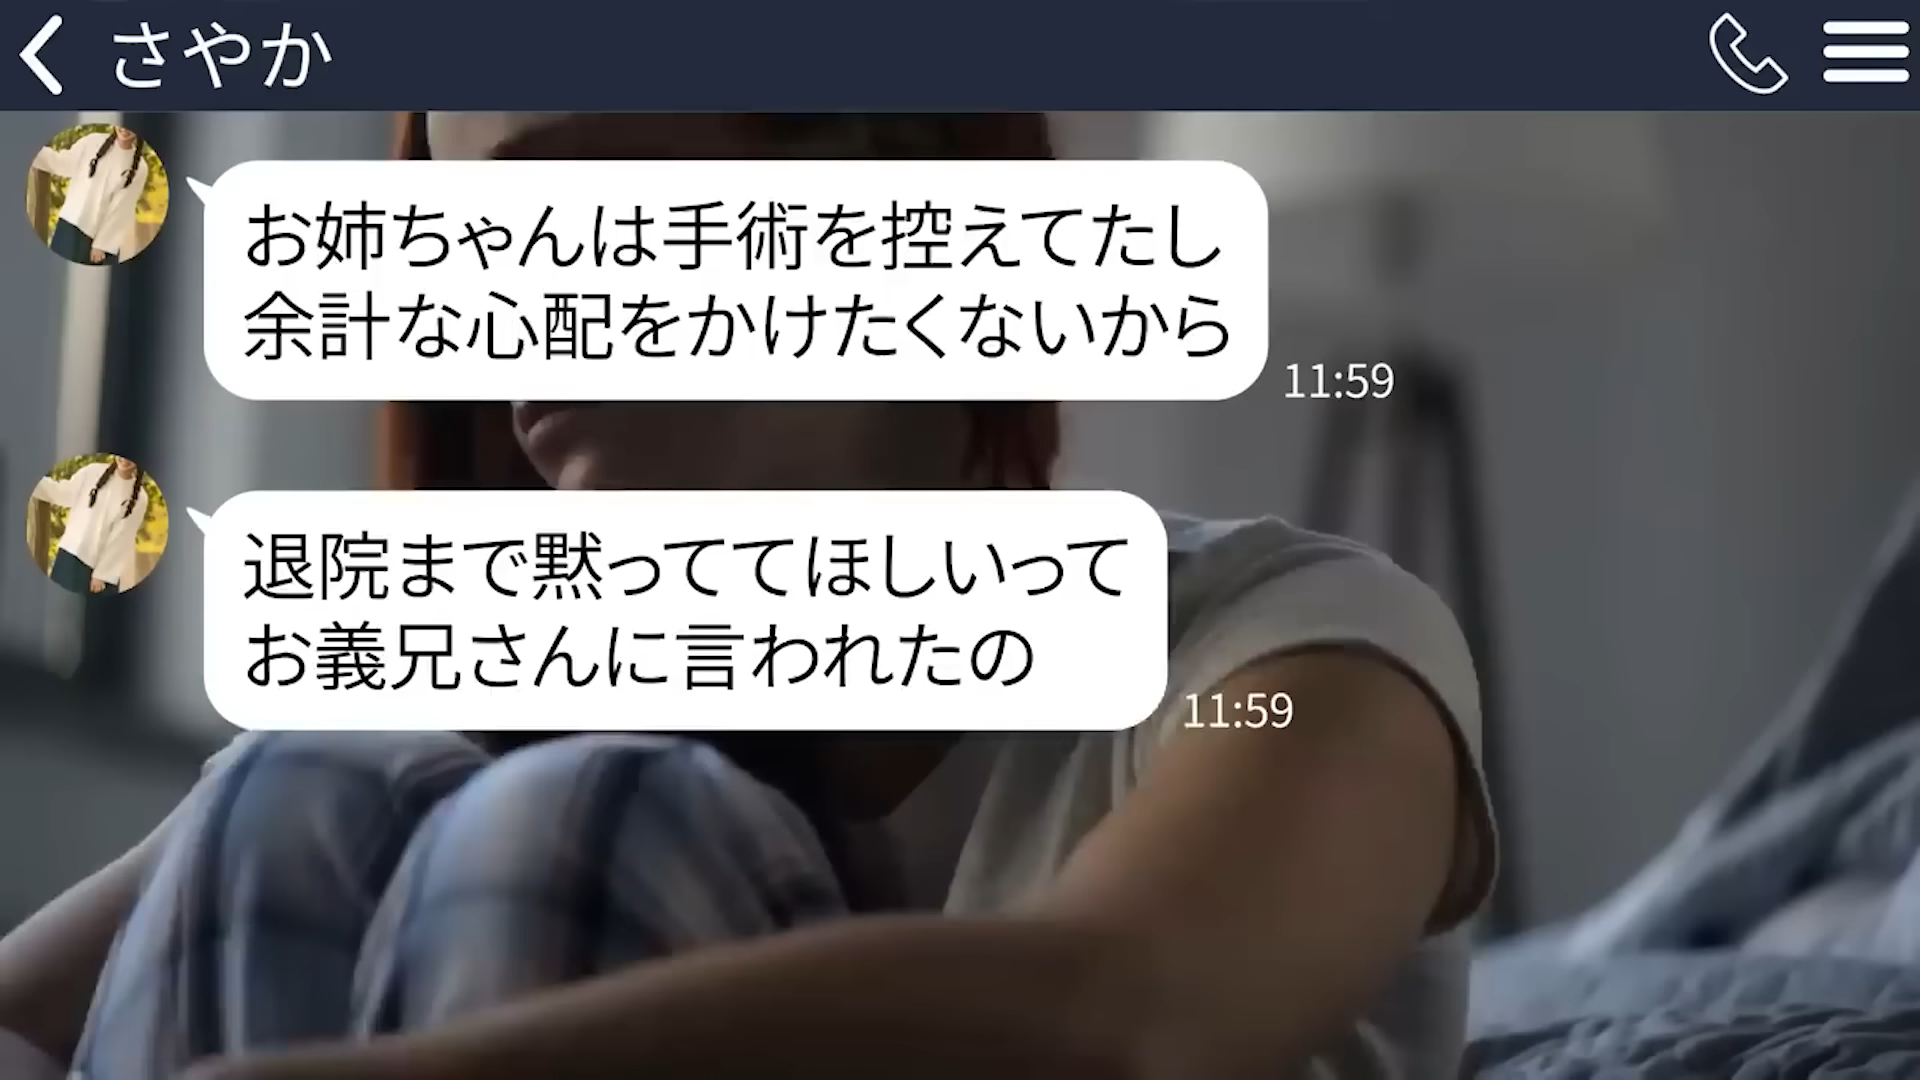 さやか
お姉ちゃんは手術を控えてたし
余計な心配をかけたくないから
11:59
退院まで黙っててほしいって
お義兄さんに言われたの
11:59